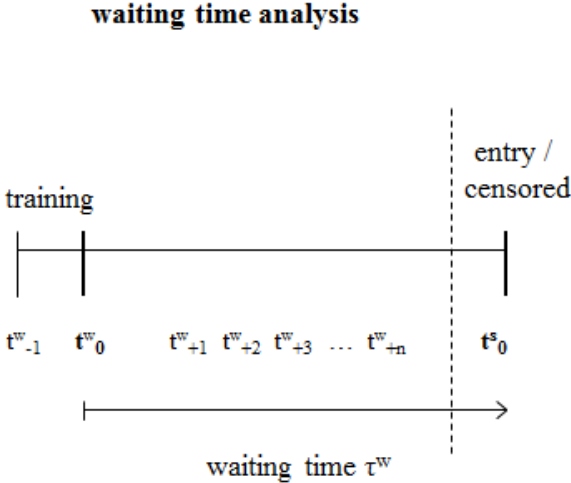 waiting time analysis
entry /
censored
training
tʷ₋₁ tʷ₀ tʷ₊₁ tʷ₊₂ tʷ₊₃ … tʷ₊ₙ tˢ₀
waiting time τʷ